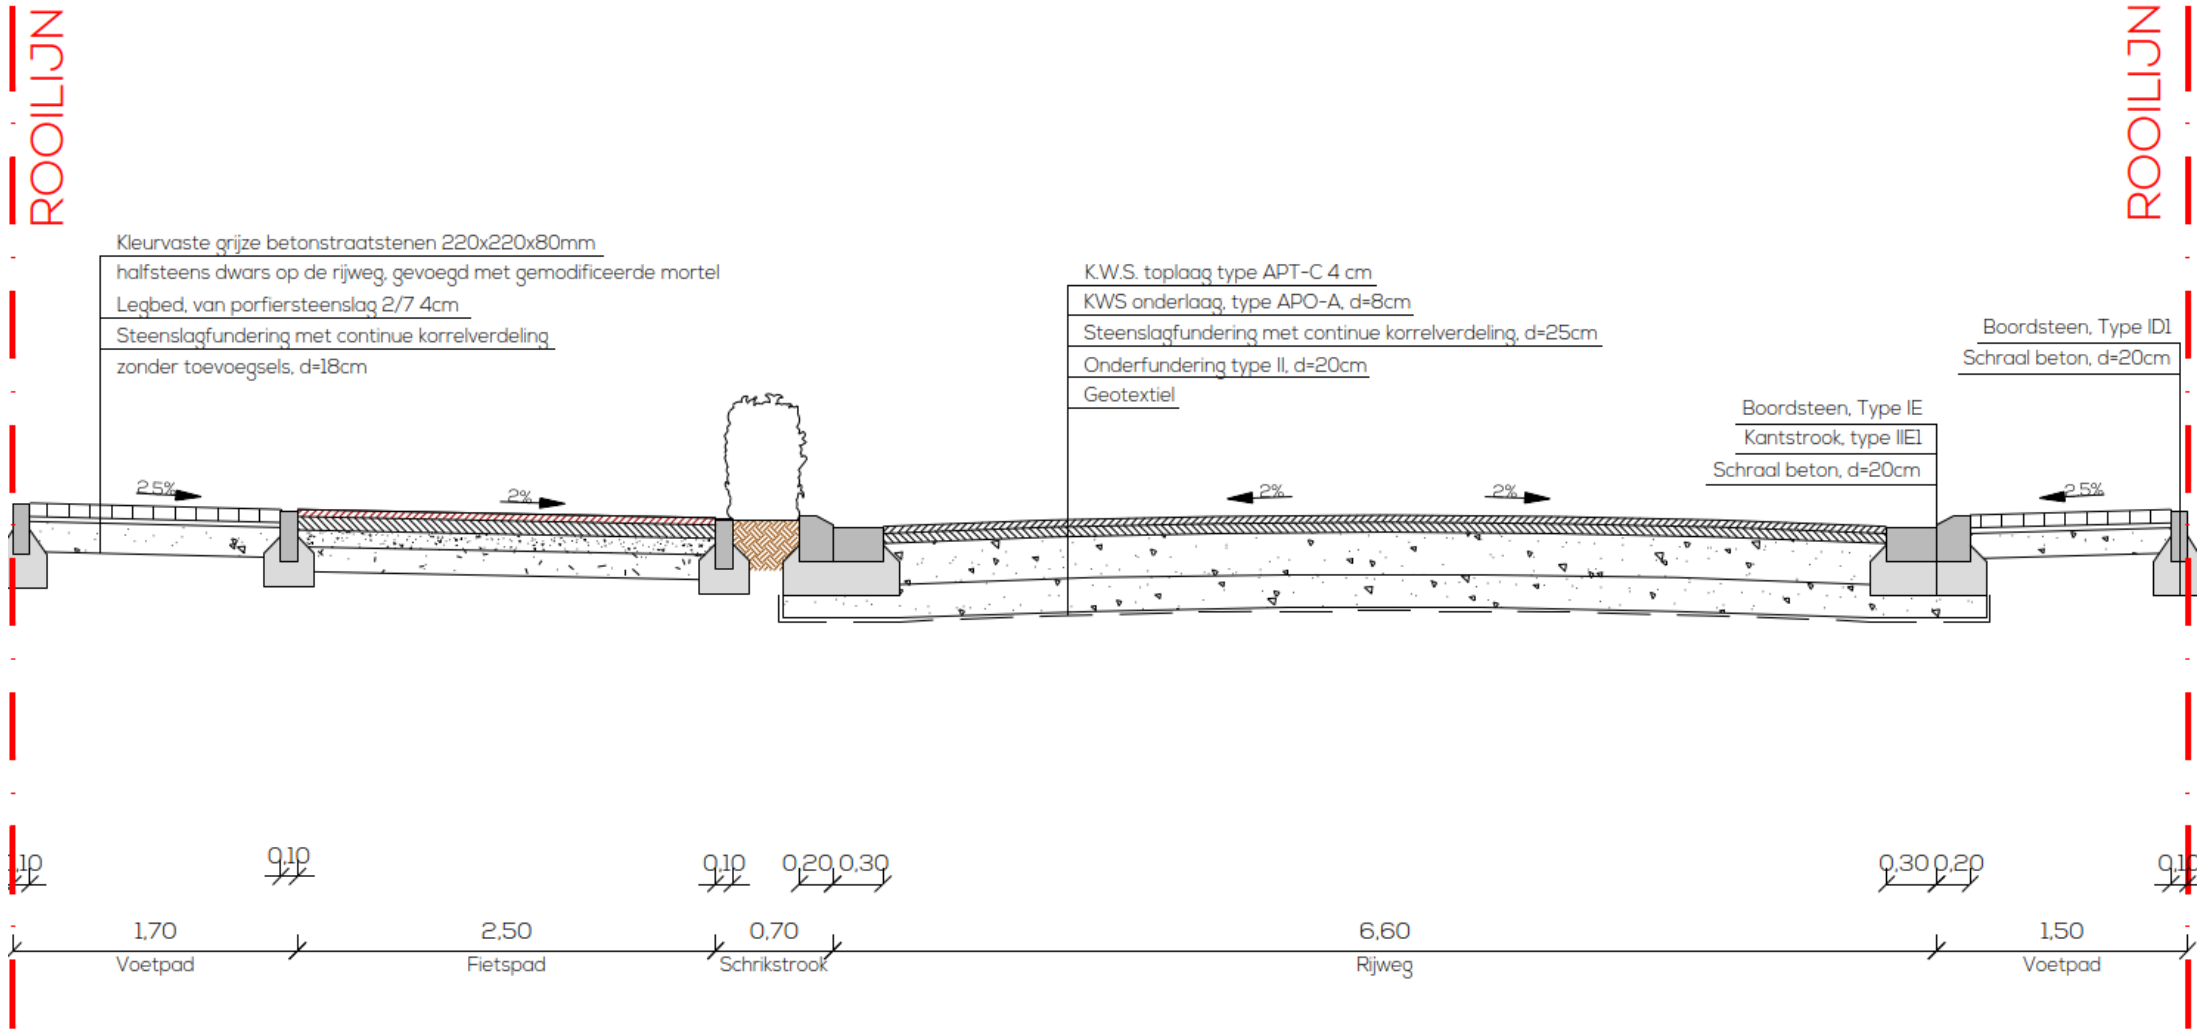 ROOILIJN
ROOILIJN
Kleurvaste grijze betonstraatstenen 220x220x80mm
halfsteens dwars op de rijweg, gevoegd met gemodificeerde mortel
Legbed, van porfiersteenslag 2/7 4cm
Steenslagfundering met continue korrelverdeling
zonder toevoegsels, d=18cm
K.W.S. toplaag type APT-C 4 cm
KWS onderlaag, type APO-A, d=8cm
Steenslagfundering met continue korrelverdeling, d=25cm
Onderfundering type II, d=20cm
Geotextiel
Boordsteen, Type ID1
Schraal beton, d=20cm
Boordsteen, Type IE
Kantstrook, type IIE1
Schraal beton, d=20cm
2.5%
2%
2%
2%
2.5%
,10
0,10
0,10
0,20
0,30
0,30
0,20
0,10
1,70
2,50
0,70
6,60
1,50
Voetpad
Fietspad
Schrikstrook
Rijweg
Voetpad